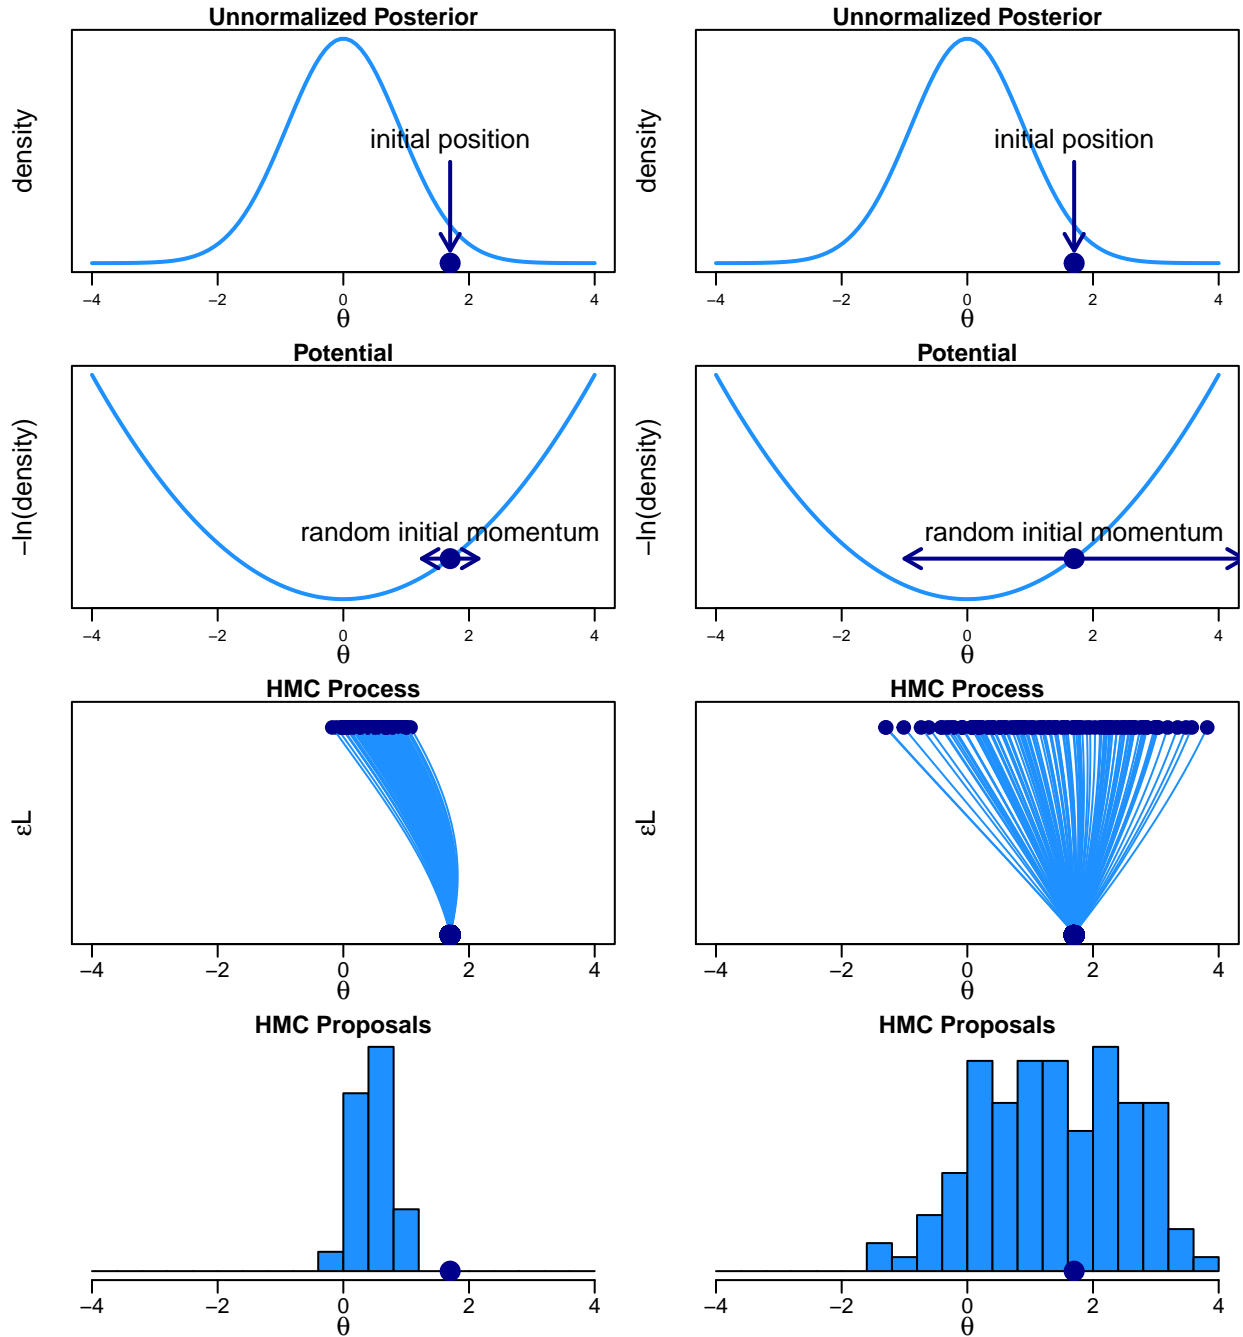 Unnormalized Posterior
density
initial position
−4 −2 0 2 4
θ
Unnormalized Posterior
density
initial position
−4 −2 0 2 4
θ
Potential
−ln(density)
random initial momentum
−4 −2 0 2 4
θ
Potential
−ln(density)
random initial momentum
−4 −2 0 2 4
θ
HMC Process
εL
−4 −2 0 2 4
θ
HMC Process
εL
−4 −2 0 2 4
θ
HMC Proposals
−4 −2 0 2 4
θ
HMC Proposals
−4 −2 0 2 4
θ